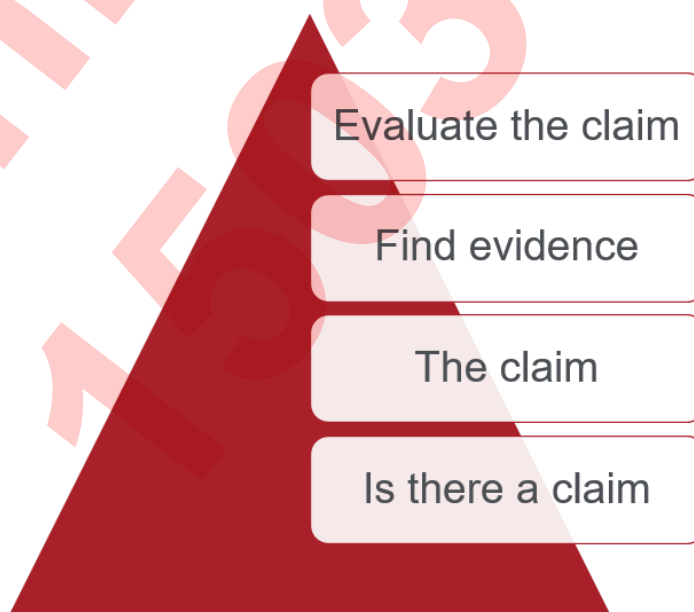 Evaluate the claim
Find evidence
The claim
Is there a claim